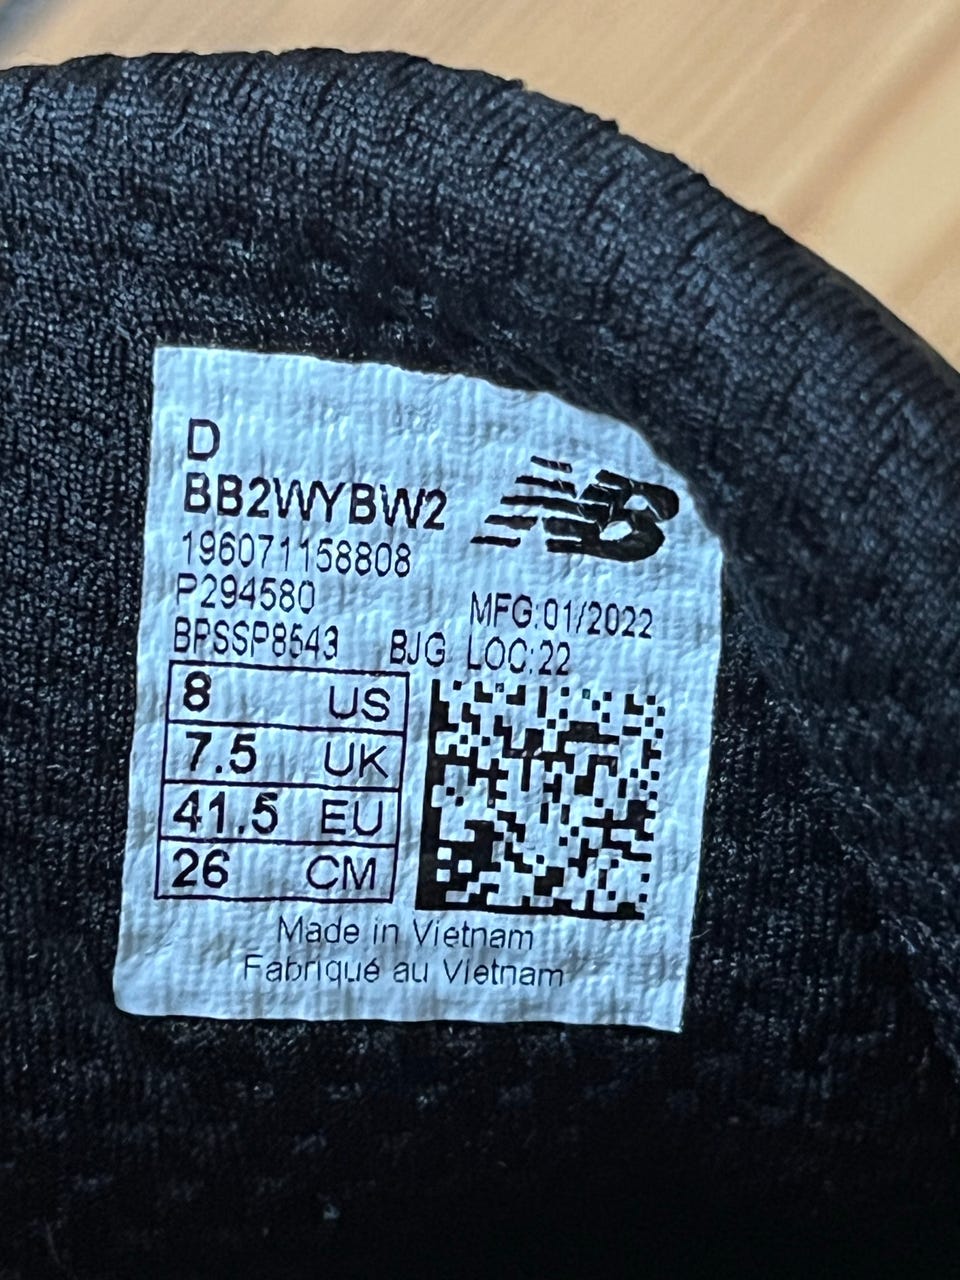 D
BB2WYBW2
NB
196071158808
P294580
MFG:01/2022
BPSSP8543 BJG LOC:22
8 US
7.5 UK
41.5 EU
26 CM
Made in Vietnam
Fabriqué au Vietnam